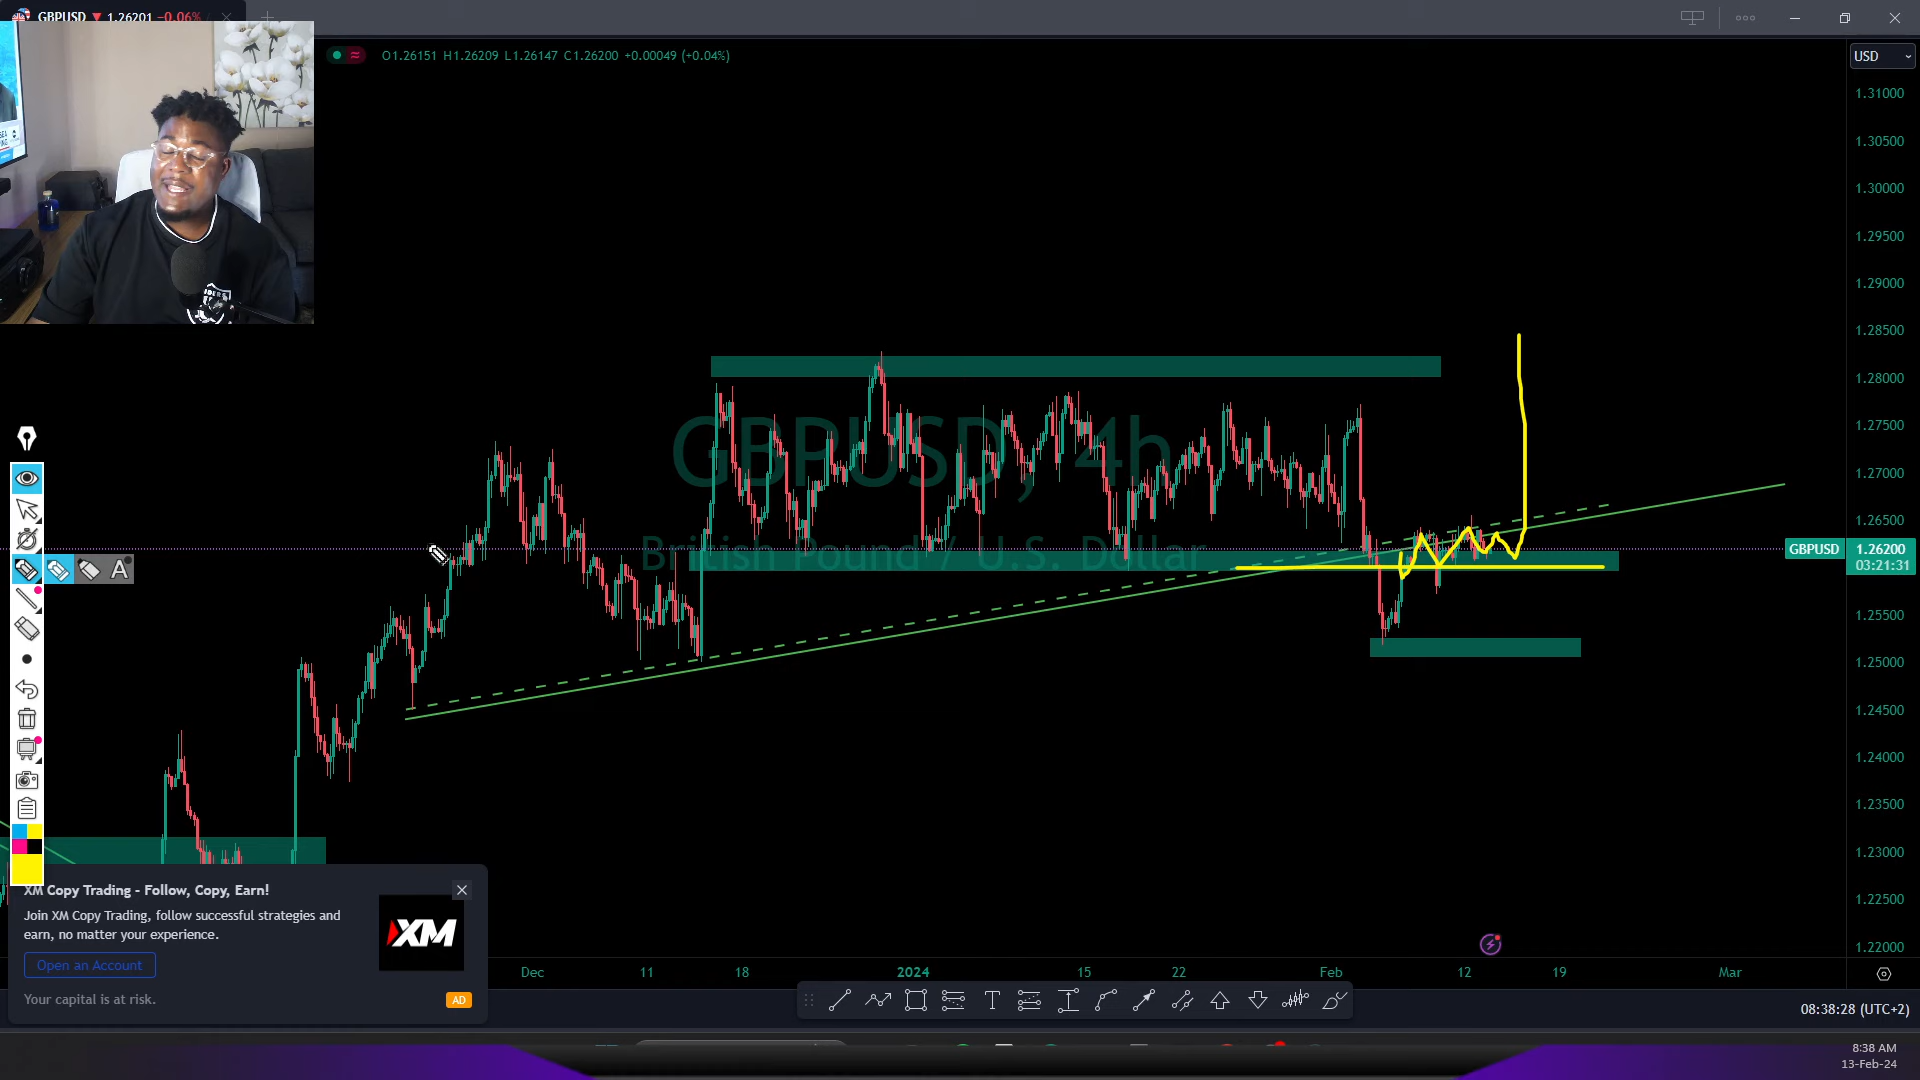 GBPUSD ▼ 1.26201 −0.06% /
O1.26151 H1.26209 L1.26147 C1.26200 +0.00049 (+0.04%)
USD
1.31000
1.30500
1.30000
1.29500
1.29000
1.28500
1.28000
1.27500
1.27000
1.26500
GBPUSD 1.26200
03:21:31
1.25500
1.25000
1.24500
1.24000
1.23500
1.23000
1.22500
1.22000
GBPUSD, 4h
British Pound / U.S. Dollar
A
XM Copy Trading - Follow, Copy, Earn!
Join XM Copy Trading, follow successful strategies and
earn, no matter your experience.
XM
Open an Account
Your capital is at risk.
AD
Dec 11 18 2024 15 22 Feb 12 19 Mar
08:38:28 (UTC+2)
8:38 AM
13-Feb-24